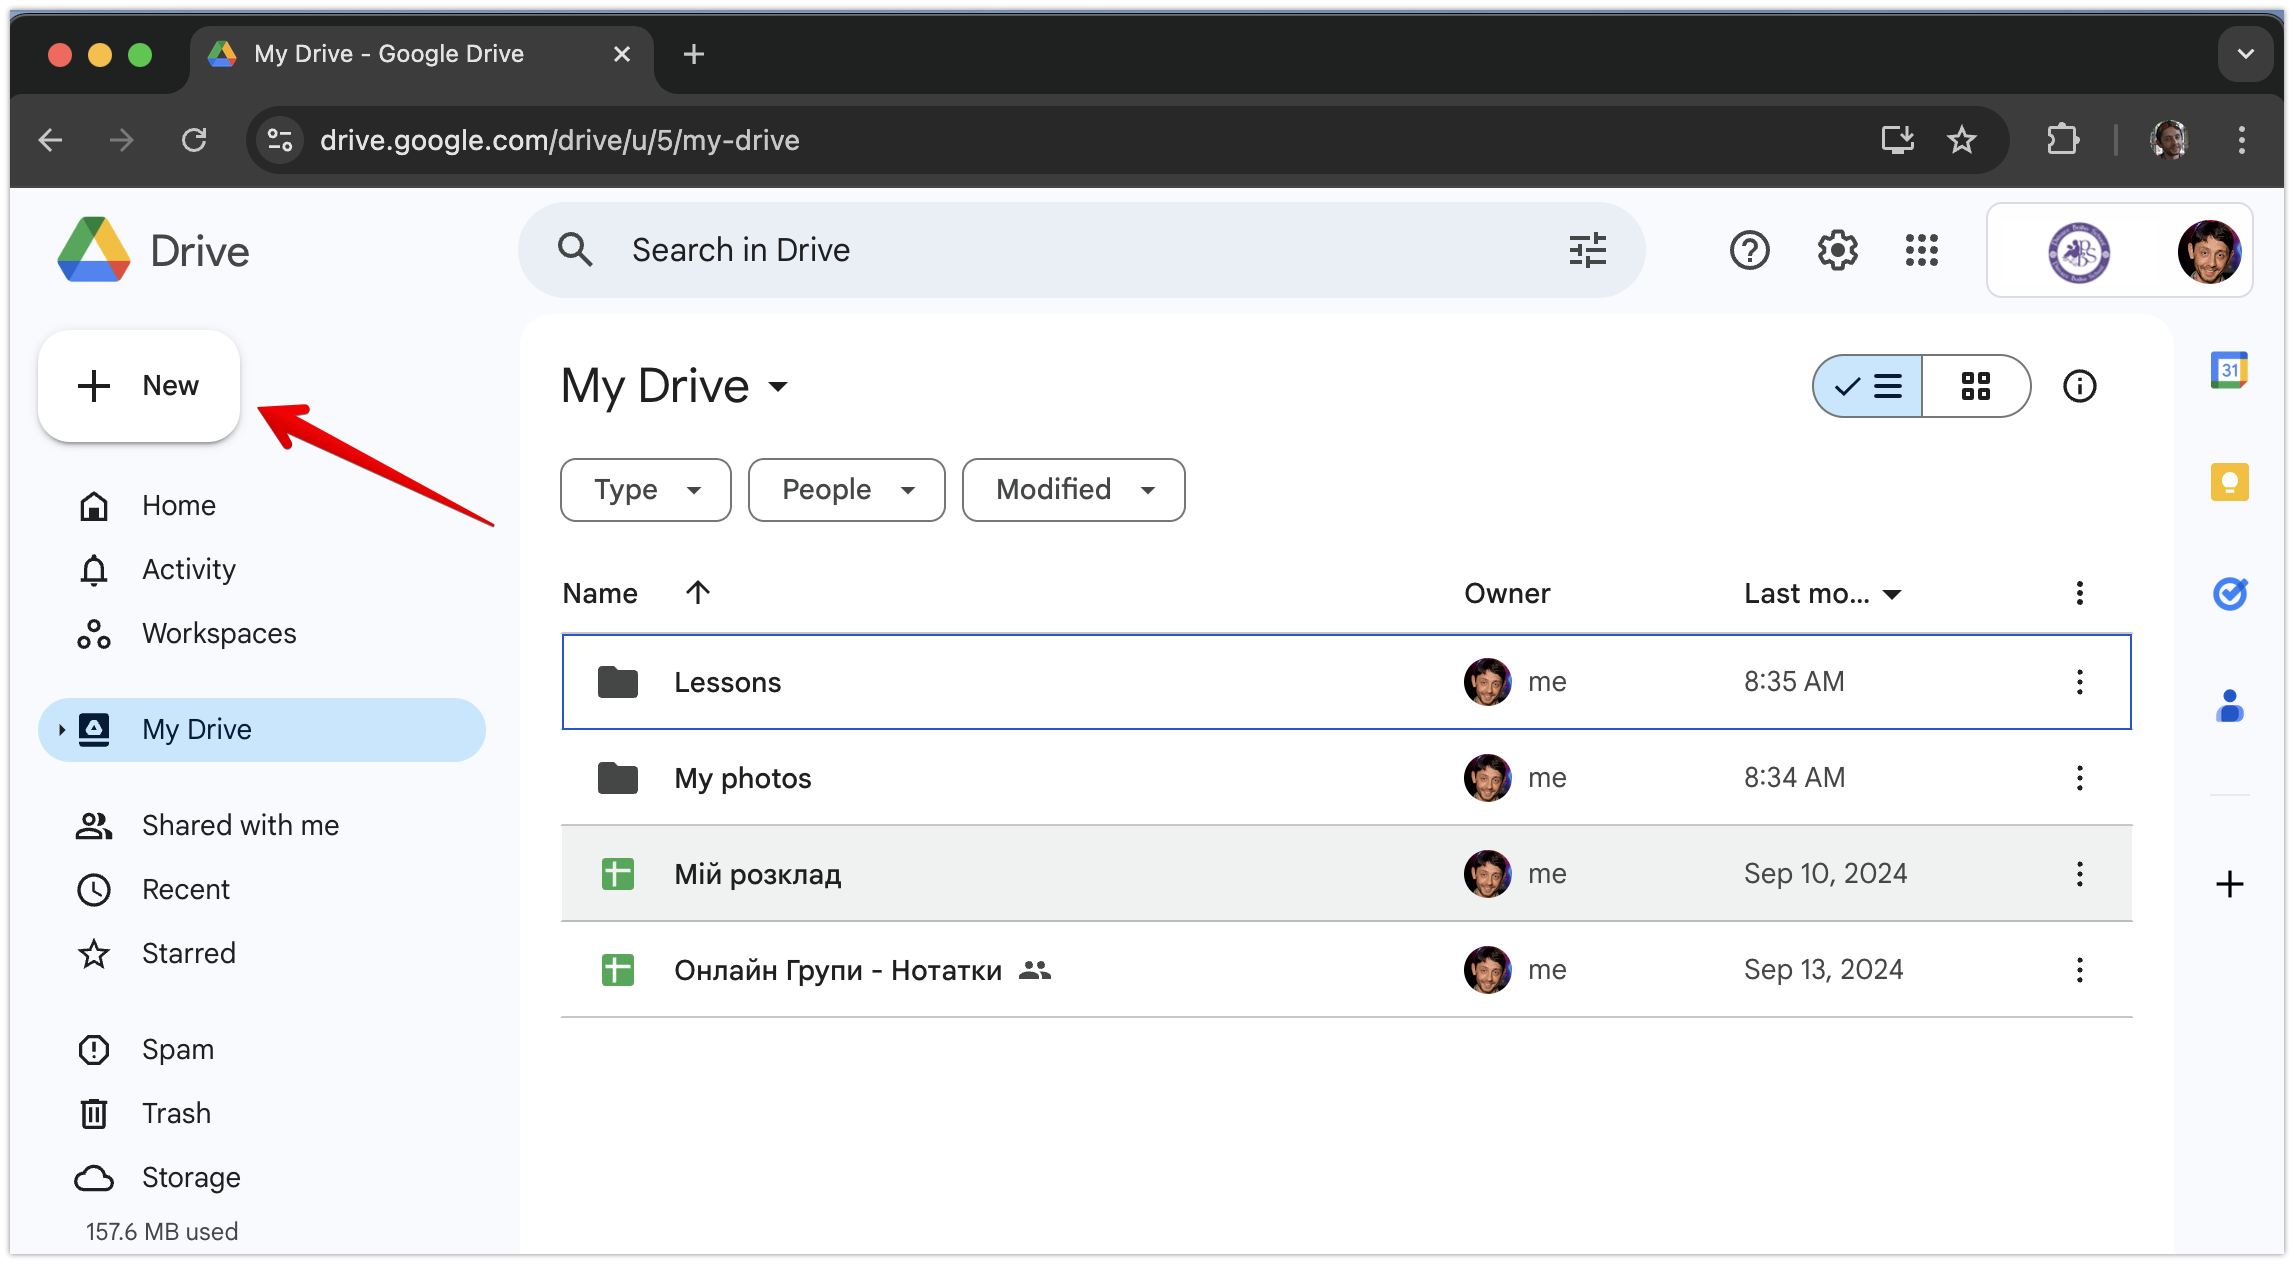 My Drive - Google Drive
drive.google.com/drive/u/5/my-drive
Drive
Search in Drive
New
Home
Activity
Workspaces
My Drive
Shared with me
Recent
Starred
Spam
Trash
Storage
157.6 MB used
My Drive
Type People Modified
Name Owner Last mo...
Lessons me 8:35 AM
My photos me 8:34 AM
Мій розклад me Sep 10, 2024
Онлайн Групи - Нотатки me Sep 13, 2024
31